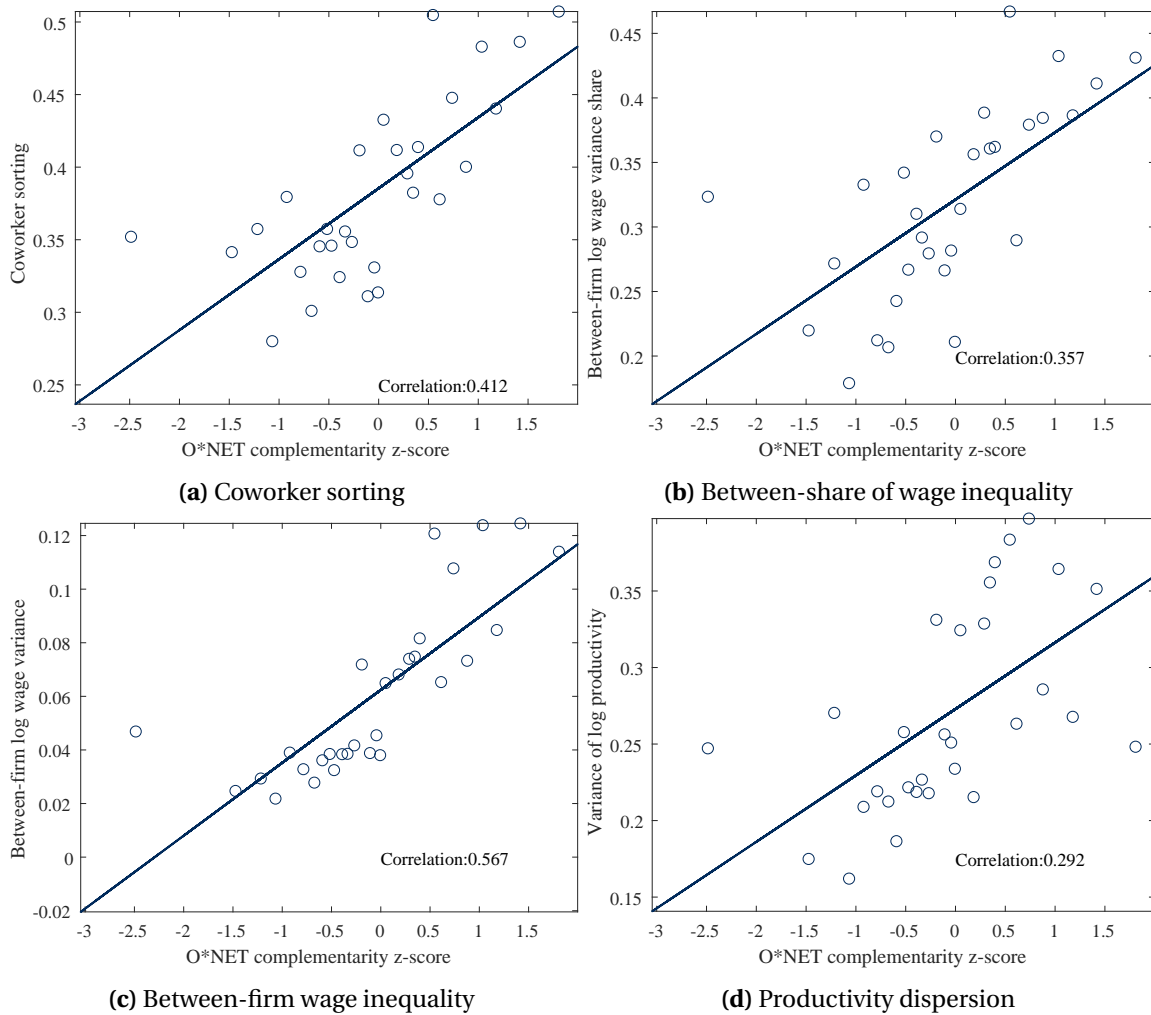 0.5
0.45
0.4
0.35
0.3
0.25
Coworker sorting
Correlation:0.412
-3 -2.5 -2 -1.5 -1 -0.5 0 0.5 1 1.5
O*NET complementarity z-score
(a) Coworker sorting
0.45
0.4
0.35
0.3
0.25
0.2
Between-firm log wage variance share
Correlation:0.357
-3 -2.5 -2 -1.5 -1 -0.5 0 0.5 1 1.5
O*NET complementarity z-score
(b) Between-share of wage inequality
0.12
0.1
0.08
0.06
0.04
0.02
0
-0.02
Between-firm log wage variance
Correlation:0.567
-3 -2.5 -2 -1.5 -1 -0.5 0 0.5 1 1.5
O*NET complementarity z-score
(c) Between-firm wage inequality
0.35
0.3
0.25
0.2
0.15
Variance of log productivity
Correlation:0.292
-3 -2.5 -2 -1.5 -1 -0.5 0 0.5 1 1.5
O*NET complementarity z-score
(d) Productivity dispersion